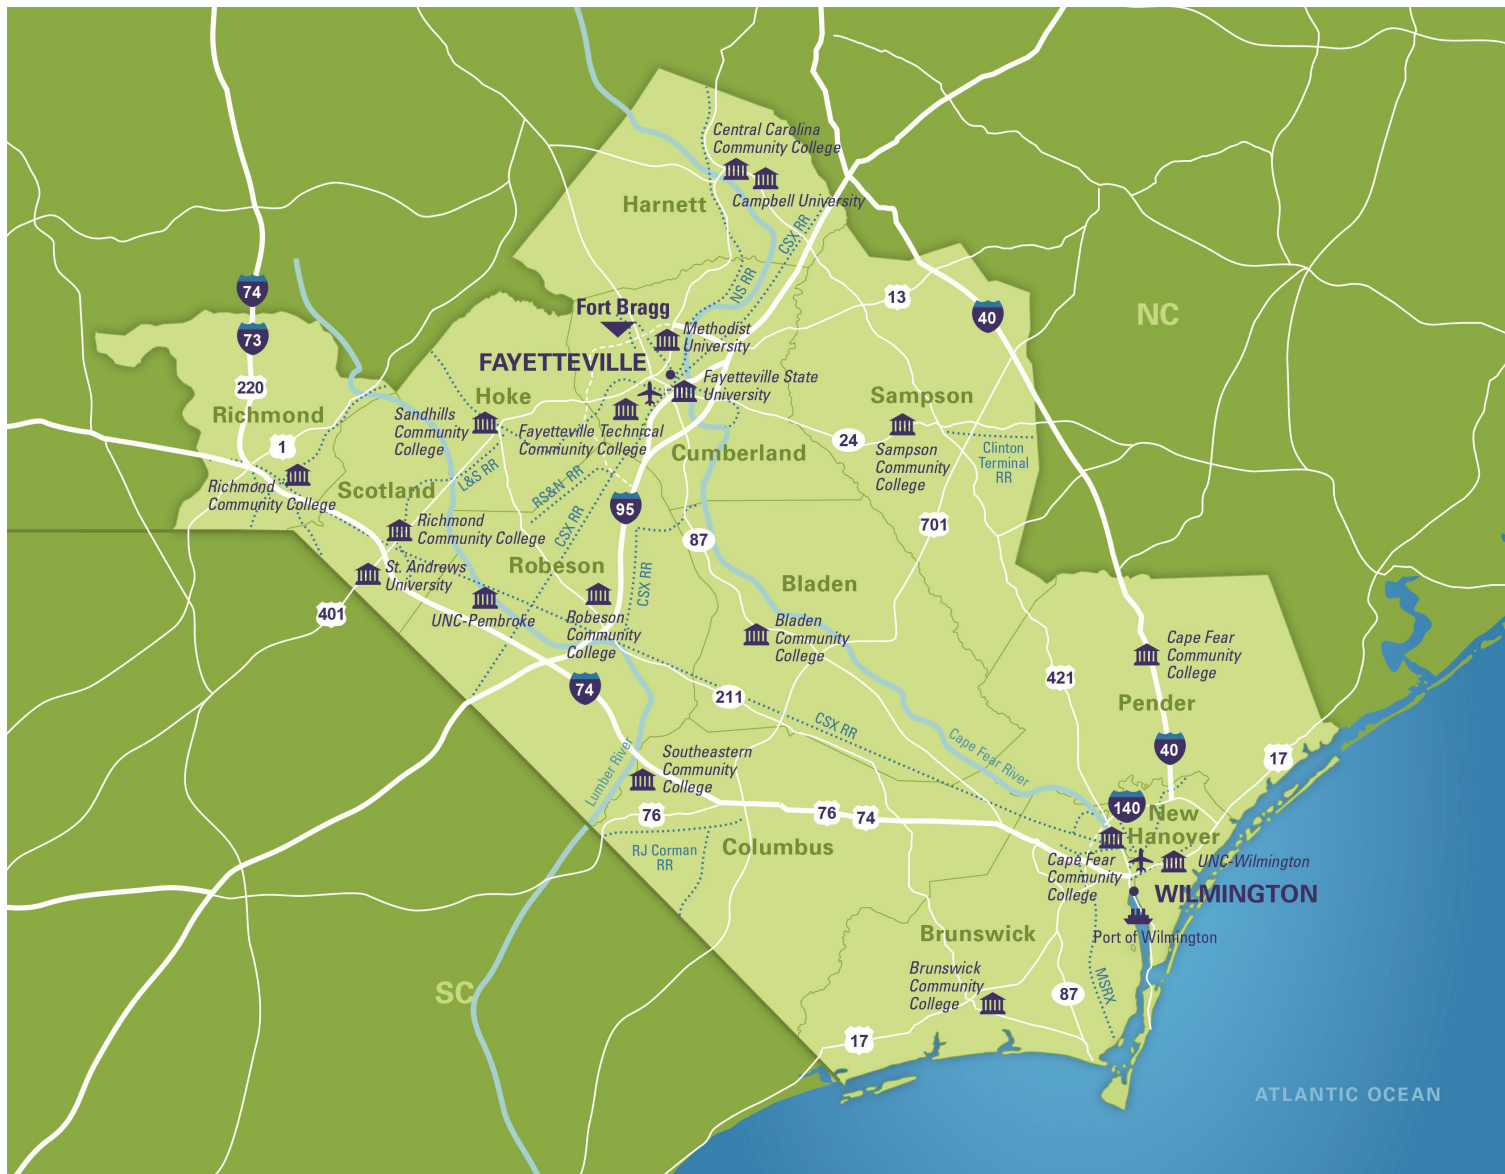 Central Carolina
Community College
Campbell University
Harnett
CSX RR
NS RR
74
73
220
13
40
NC
Fort Bragg
Methodist
University
FAYETTEVILLE
Fayetteville State
University
Hoke
Richmond
Sandhills
Community
College
Fayetteville Technical
Community College
Sampson
1
24
Sampson
Community
College
Clinton
Terminal
RR
Cumberland
L&S RR
RS&N RR
Richmond
Community College
Scotland
95
CSX RR
Richmond
Community College
87
701
St. Andrews
University
Robeson
CSX RR
Bladen
401
UNC-Pembroke
Robeson
Community
College
Bladen
Community
College
Cape Fear
Community
College
74
211
421
Pender
CSX RR
Cape Fear River
40
17
Lumber River
Southeastern
Community
College
76
76
74
140
New
Hanover
RJ Corman
RR
Columbus
Cape Fear
Community
College
UNC-Wilmington
WILMINGTON
Port of Wilmington
Brunswick
Brunswick
Community
College
87
MSRX
SC
17
ATLANTIC OCEAN